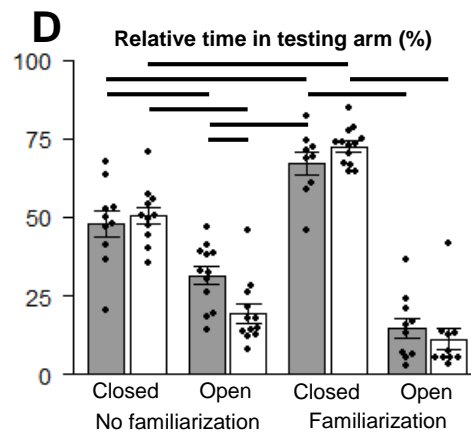 D
Relative time in testing arm (%)
100
75
50
25
0
Closed Open Closed Open
No familiarization Familiarization